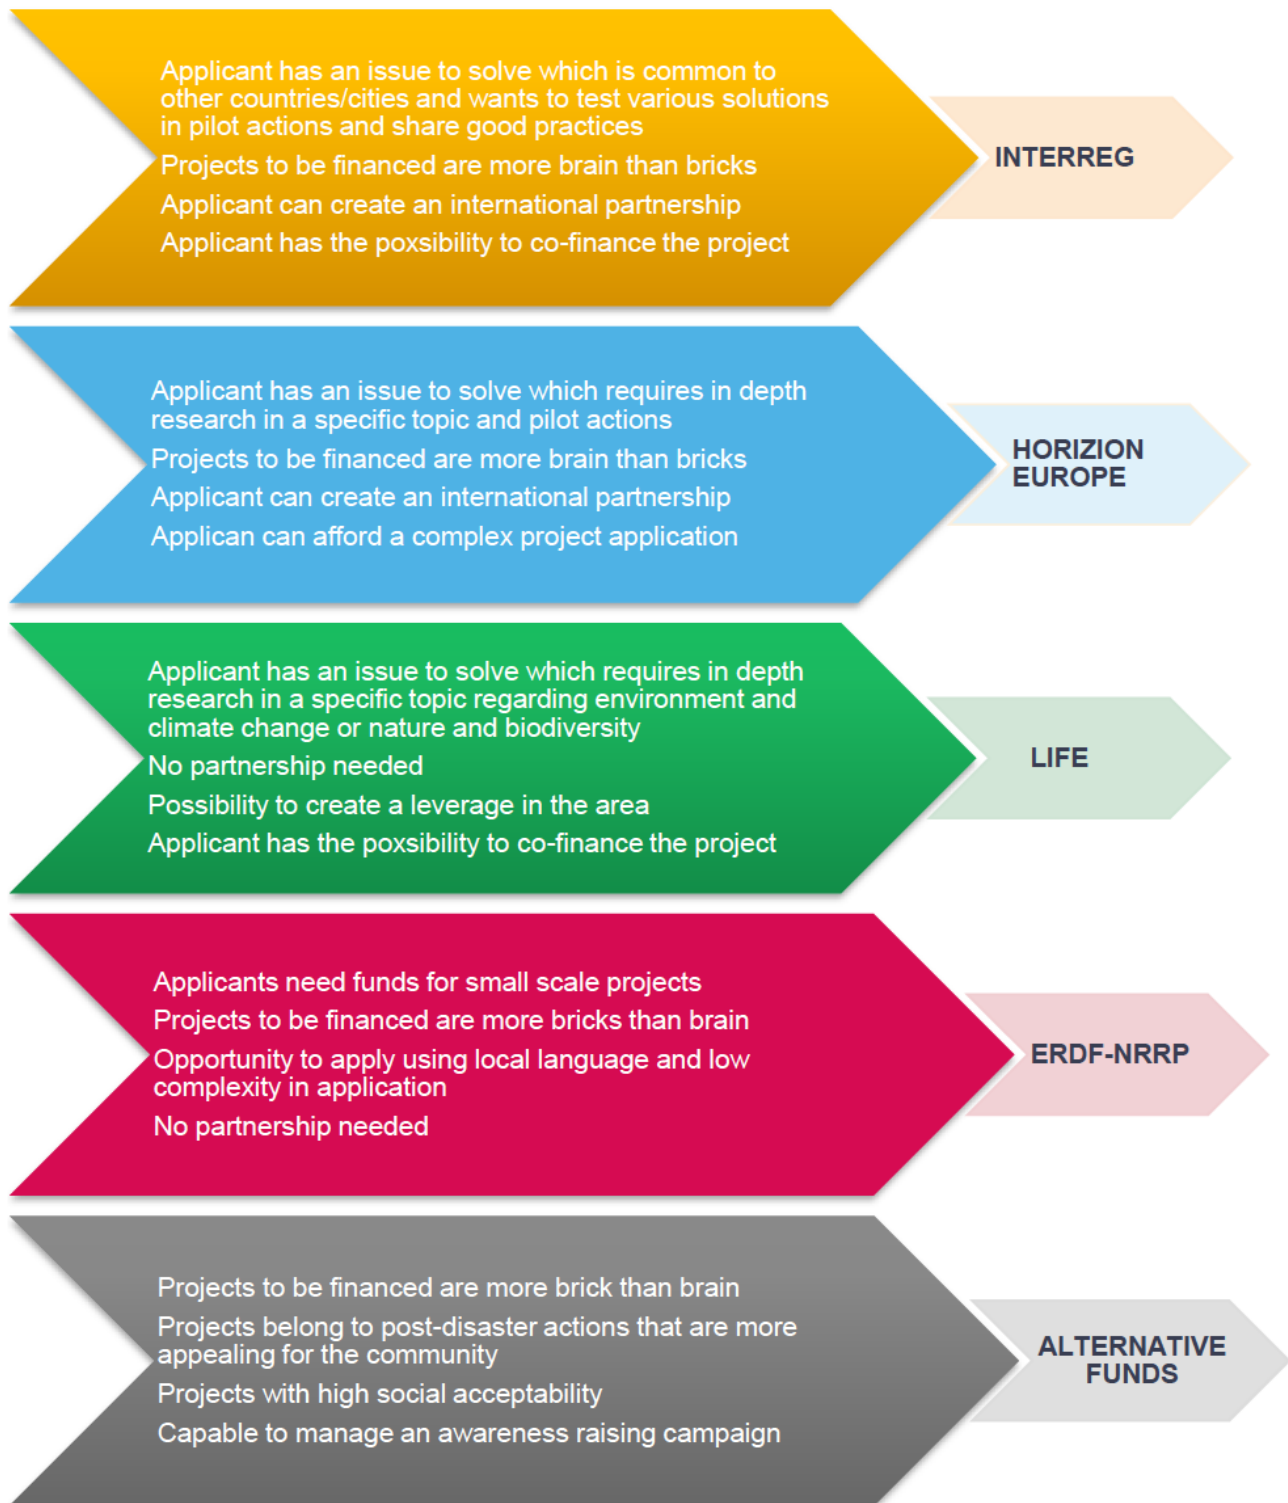 Applicant has an issue to solve which is common to
other countries/cities and wants to test various solutions
in pilot actions and share good practices
Projects to be financed are more brain than bricks
Applicant can create an international partnership
Applicant has the poxsibility to co-finance the project
INTERREG
Applicant has an issue to solve which requires in depth
research in a specific topic and pilot actions
Projects to be financed are more brain than bricks
Applicant can create an international partnership
Applican can afford a complex project application
HORIZION
EUROPE
Applicant has an issue to solve which requires in depth
research in a specific topic regarding environment and
climate change or nature and biodiversity
No partnership needed
Possibility to create a leverage in the area
Applicant has the poxsibility to co-finance the project
LIFE
Applicants need funds for small scale projects
Projects to be financed are more bricks than brain
Opportunity to apply using local language and low
complexity in application
No partnership needed
ERDF-NRRP
Projects to be financed are more brick than brain
Projects belong to post-disaster actions that are more
appealing for the community
Projects with high social acceptability
Capable to manage an awareness raising campaign
ALTERNATIVE
FUNDS